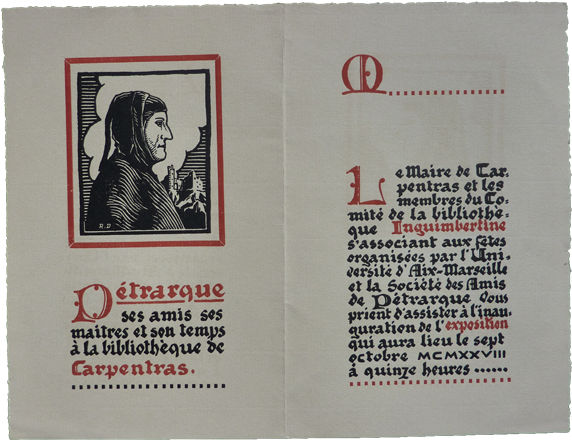 R.D
Pétrarque
ses amis ses
maitres et son temps
à la bibliothèque de
Carpentras.
M
Le Maire de Car-
pentras et les
membres du Co-
mité de la bibliothè-
que Inguimbertine
s'associant aux fêtes
organisées par l'Uni-
versité d'Aix-Marseille
et la Société des Amis
de Pétrarque Vous
prient d'assister à l'inau-
guration de l'exposition
qui aura lieu le sept
octobre MCMXXVIII
à quinze heures ......